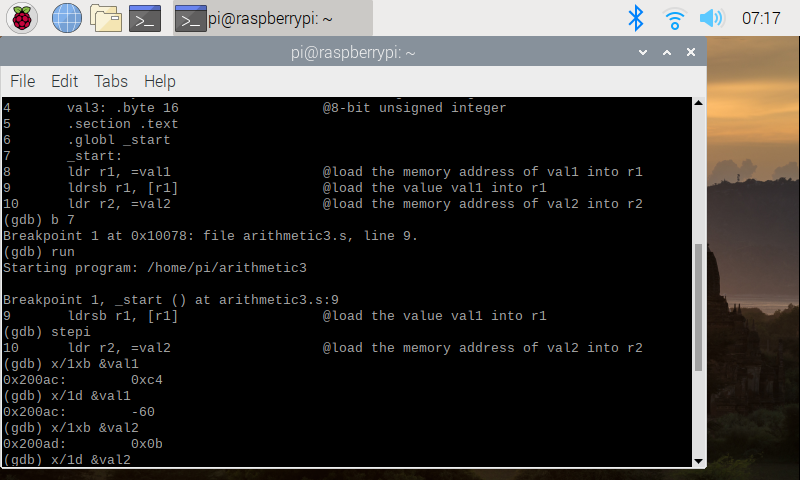 pi@raspberrypi: ~
07:17
pi@raspberrypi: ~
File Edit Tabs Help
4 val3: .byte 16 @8-bit unsigned integer
5 .section .text
6 .globl _start
7 _start:
8 ldr r1, =val1 @load the memory address of val1 into r1
9 ldrsb r1, [r1] @load the value val1 into r1
10 ldr r2, =val2 @load the memory address of val2 into r2
(gdb) b 7
Breakpoint 1 at 0x10078: file arithmetic3.s, line 9.
(gdb) run
Starting program: /home/pi/arithmetic3
Breakpoint 1, _start () at arithmetic3.s:9
9 ldrsb r1, [r1] @load the value val1 into r1
(gdb) stepi
10 ldr r2, =val2 @load the memory address of val2 into r2
(gdb) x/1xb &val1
0x200ac: 0xc4
(gdb) x/1d &val1
0x200ac: -60
(gdb) x/1xb &val2
0x200ad: 0x0b
(gdb) x/1d &val2